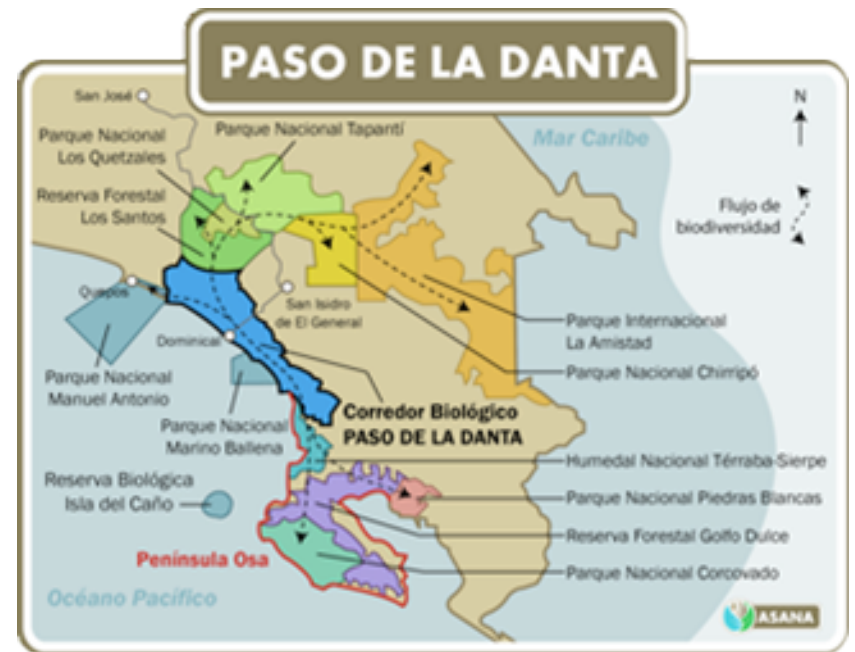 PASO DE LA DANTA
San José
Parque Nacional
Los Quetzales
Parque Nacional Tapantí
Reserva Forestal
Los Santos
Mar Caribe
N
Flujo de
biodiversidad
Quepos
San Isidro
de El General
Dominical
Parque Nacional
Manuel Antonio
Parque Internacional
La Amistad
Parque Nacional Chirripó
Parque Nacional
Marino Ballena
Corredor Biológico
PASO DE LA DANTA
Humedal Nacional Térraba-Sierpe
Reserva Biológica
Isla del Caño
Parque Nacional Piedras Blancas
Reserva Forestal Golfo Dulce
Península Osa
Parque Nacional Corcovado
Océano Pacífico
ASANA